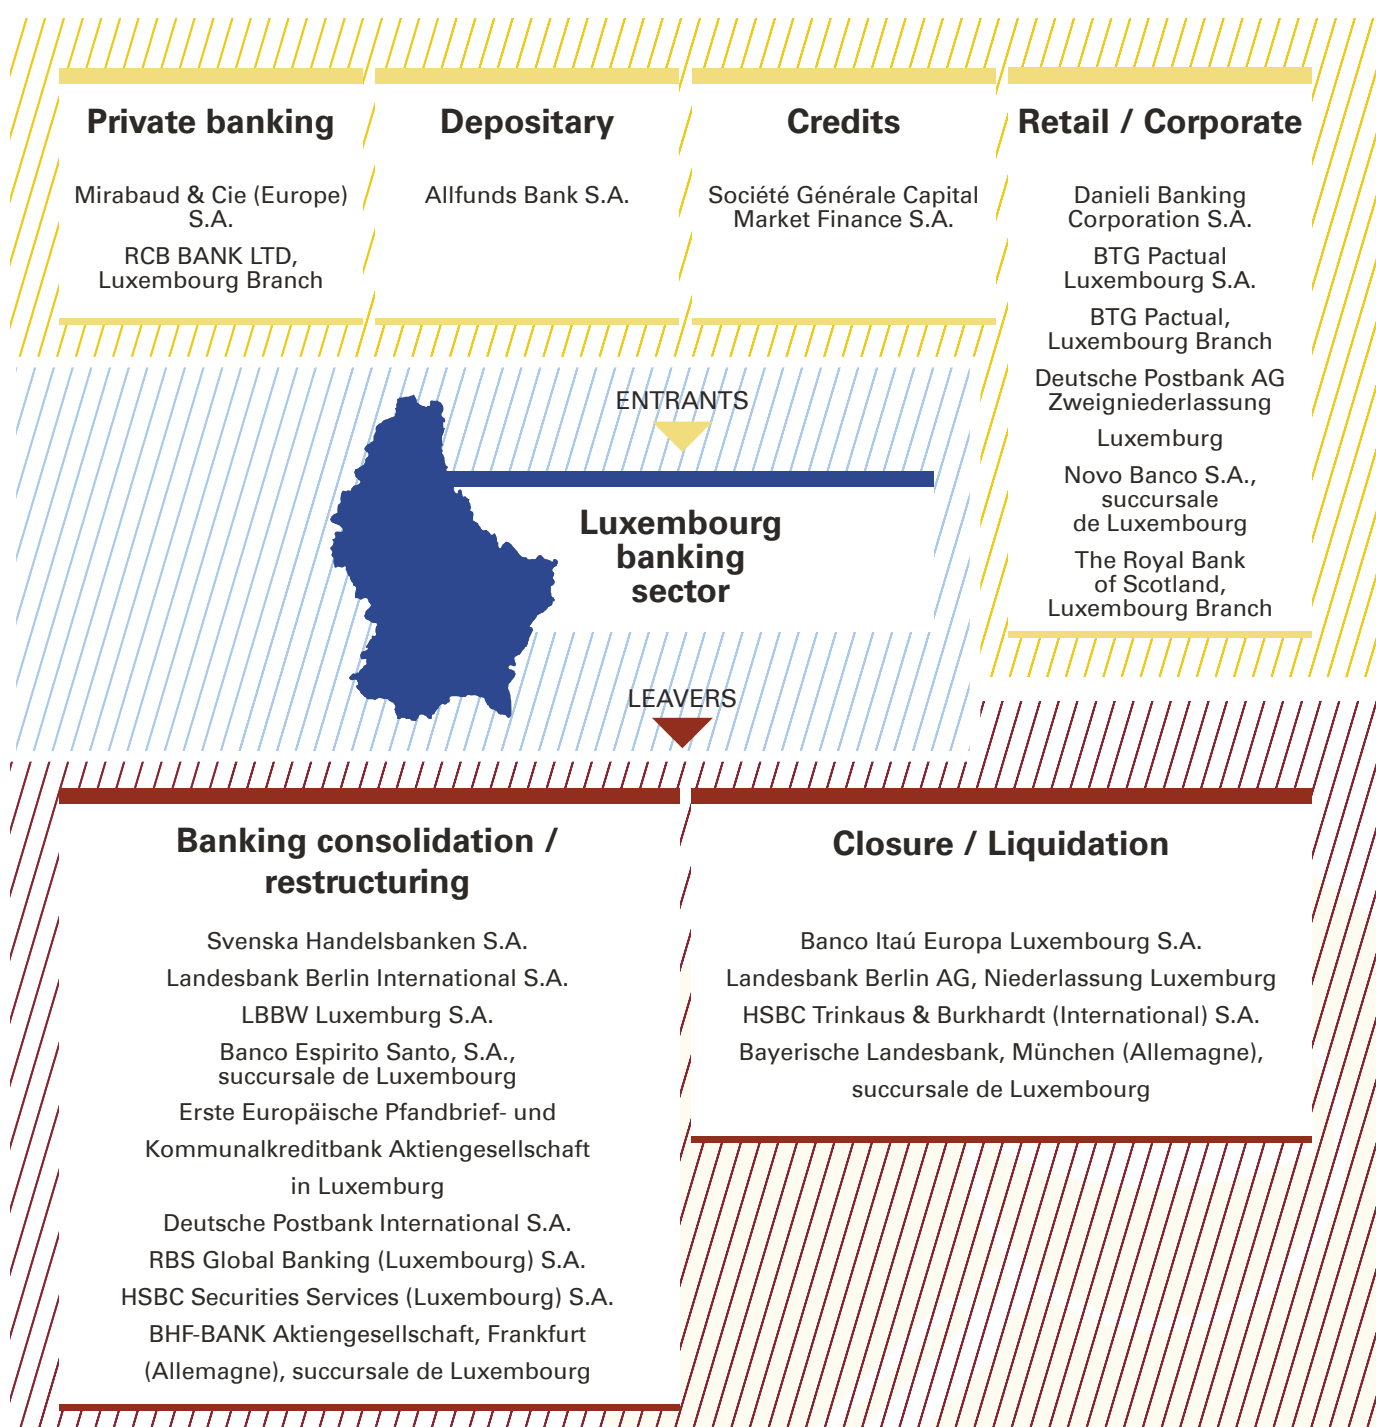 Private banking
Mirabaud & Cie (Europe)
S.A.
RCB BANK LTD,
Luxembourg Branch
Depositary
Allfunds Bank S.A.
Credits
Société Générale Capital
Market Finance S.A.
Retail / Corporate
Danieli Banking
Corporation S.A.
BTG Pactual
Luxembourg S.A.
BTG Pactual,
Luxembourg Branch
Deutsche Postbank AG
Zweigniederlassung
Luxemburg
Novo Banco S.A.,
succursale
de Luxembourg
The Royal Bank
of Scotland,
Luxembourg Branch
ENTRANTS
Luxembourg
banking
sector
LEAVERS
Banking consolidation /
restructuring
Svenska Handelsbanken S.A.
Landesbank Berlin International S.A.
LBBW Luxemburg S.A.
Banco Espirito Santo, S.A.,
succursale de Luxembourg
Erste Europäische Pfandbrief- und
Kommunalkreditbank Aktiengesellschaft
in Luxemburg
Deutsche Postbank International S.A.
RBS Global Banking (Luxembourg) S.A.
HSBC Securities Services (Luxembourg) S.A.
BHF-BANK Aktiengesellschaft, Frankfurt
(Allemagne), succursale de Luxembourg
Closure / Liquidation
Banco Itaú Europa Luxembourg S.A.
Landesbank Berlin AG, Niederlassung Luxemburg
HSBC Trinkaus & Burkhardt (International) S.A.
Bayerische Landesbank, München (Allemagne),
succursale de Luxembourg